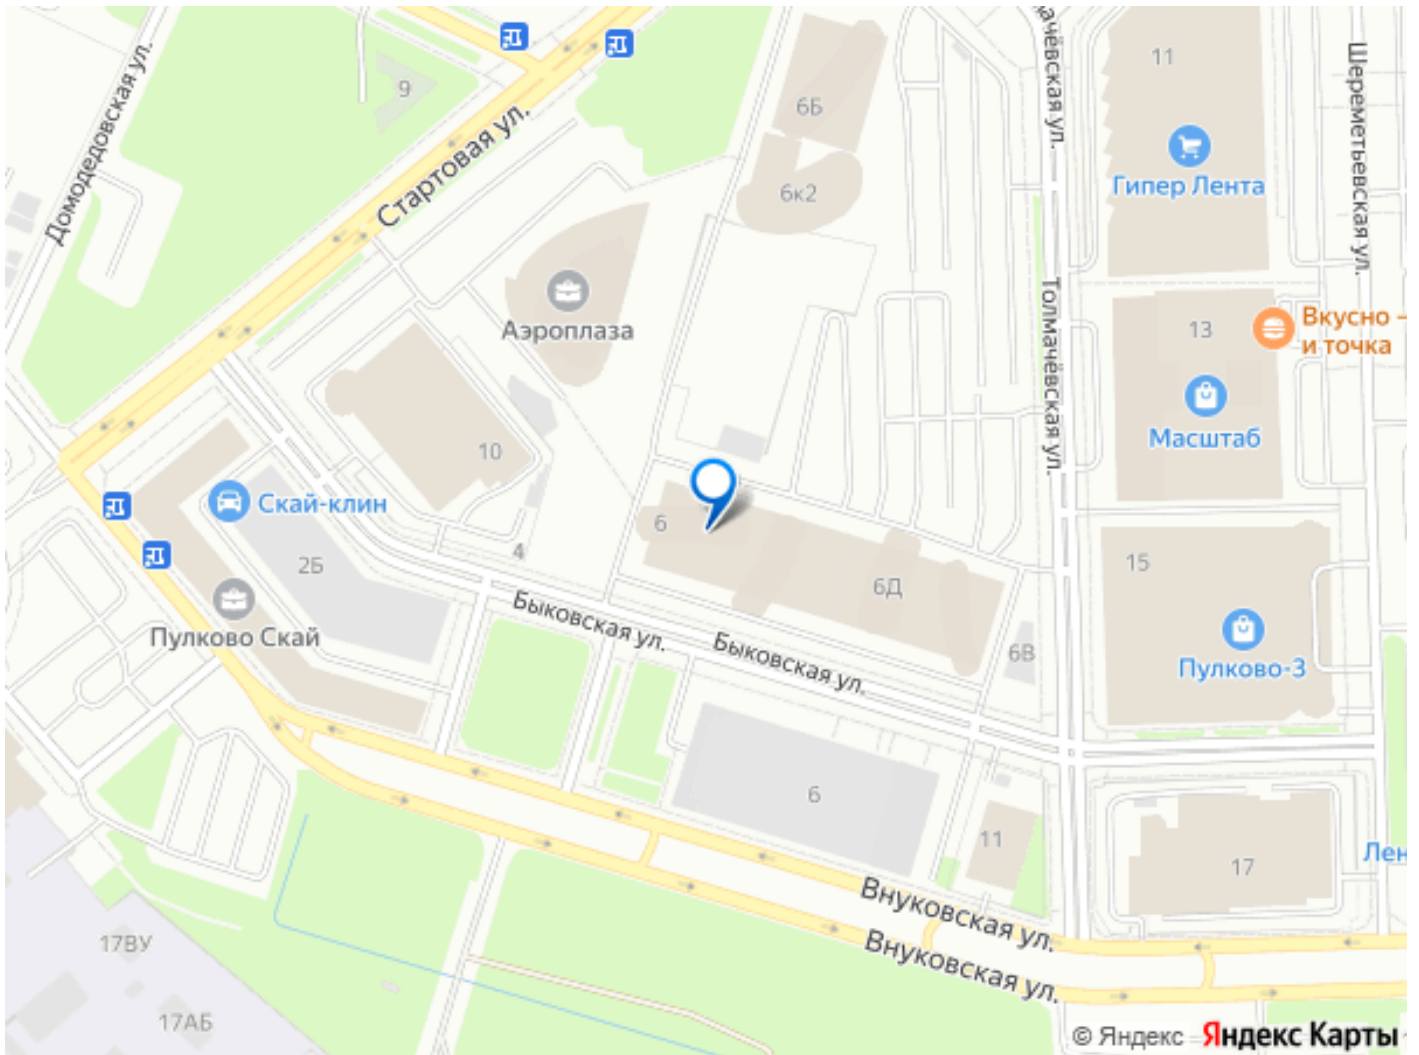 9
Домодедовская ул.
Стартовая ул.
6Б
6к2
11
Гипер Лента
Шереметьевская ул.
Толмачёвская ул.
Аэроплаза
13
Вкусно –
и точка
Масштаб
10
Скай-клин
6
4
2Б
6Д
15
Пулково Скай
Быковская ул.
Быковская ул.
6В
Пулково-3
6
11
17
Внуковская ул.
Внуковская ул.
17ВУ
17АБ
© Яндекс Яндекс Карты